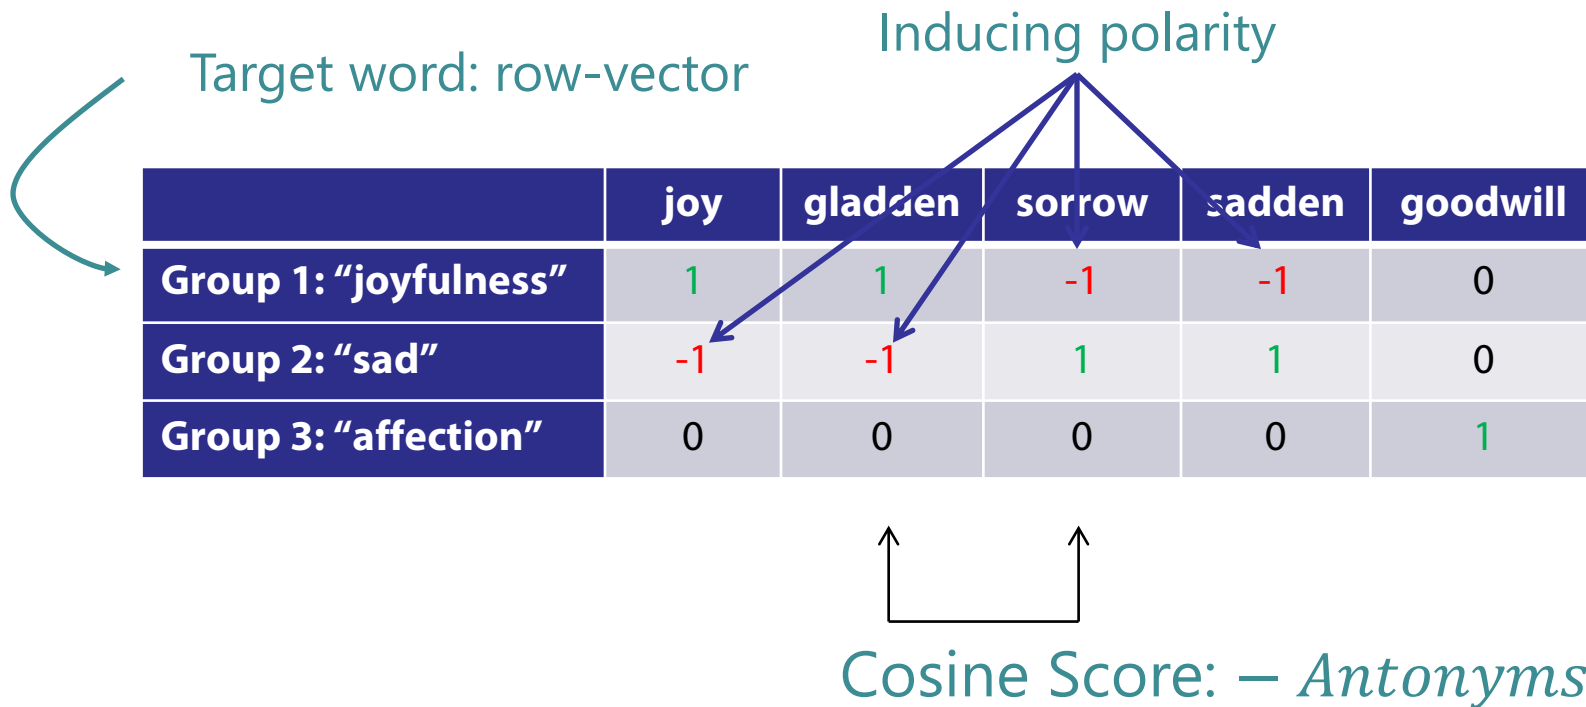 Inducing polarity
Target word: row-vector
joy gladden sorrow sadden goodwill
Group 1: “joyfulness” 1 1 -1 -1 0
Group 2: “sad” -1 -1 1 1 0
Group 3: “affection” 0 0 0 0 1
Cosine Score: − Antonyms